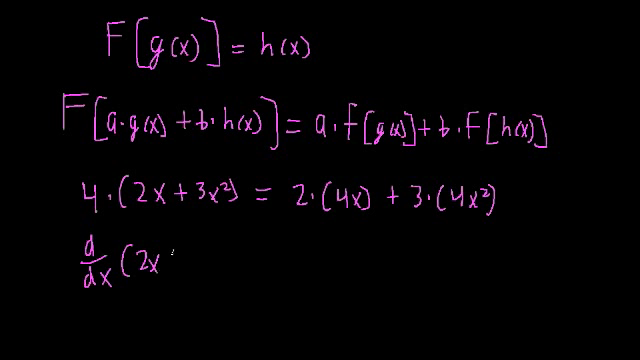 F[g(x)] = h(x)
F[a·g(x) + b·h(x)] = a·F[g(x)] + b·F[h(x)]
4·(2x + 3x²) = 2·(4x) + 3·(4x²)
d/dx (2x